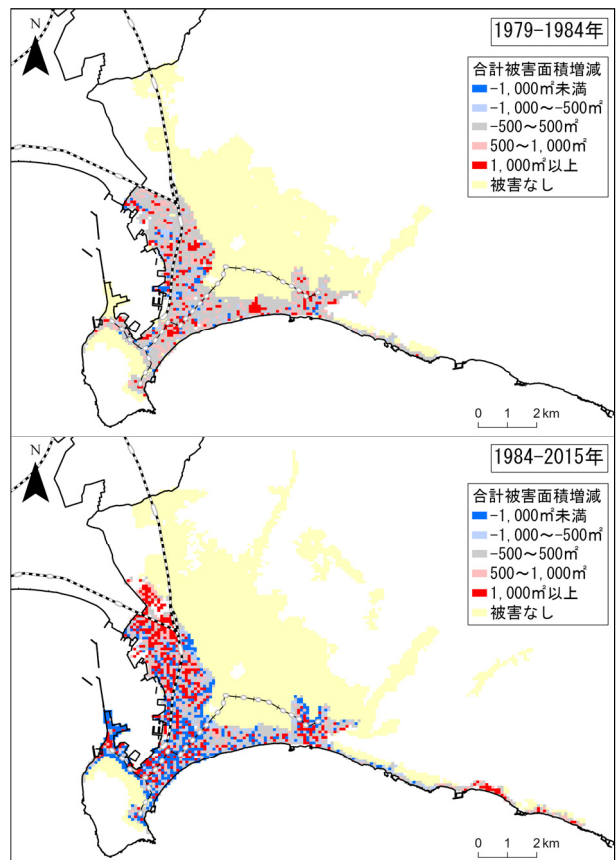 1979-1984年
N
合計被害面積増減
-1,000㎡未満
-1,000～-500㎡
-500～500㎡
500～1,000㎡
1,000㎡以上
被害なし
0 1 2 km
1984-2015年
N
合計被害面積増減
-1,000㎡未満
-1,000～-500㎡
-500～500㎡
500～1,000㎡
1,000㎡以上
被害なし
0 1 2 km